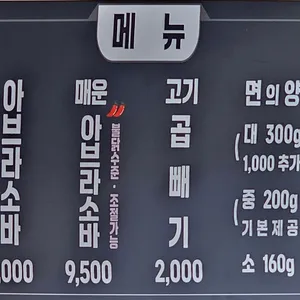 메뉴
아브라소바
,000
매운
아브라소바
불닭수준·조절가능
9,500
고기
곱빼기
2,000
면의 양
대 300g
1,000 추가
중 200g
기본제공
소 160g